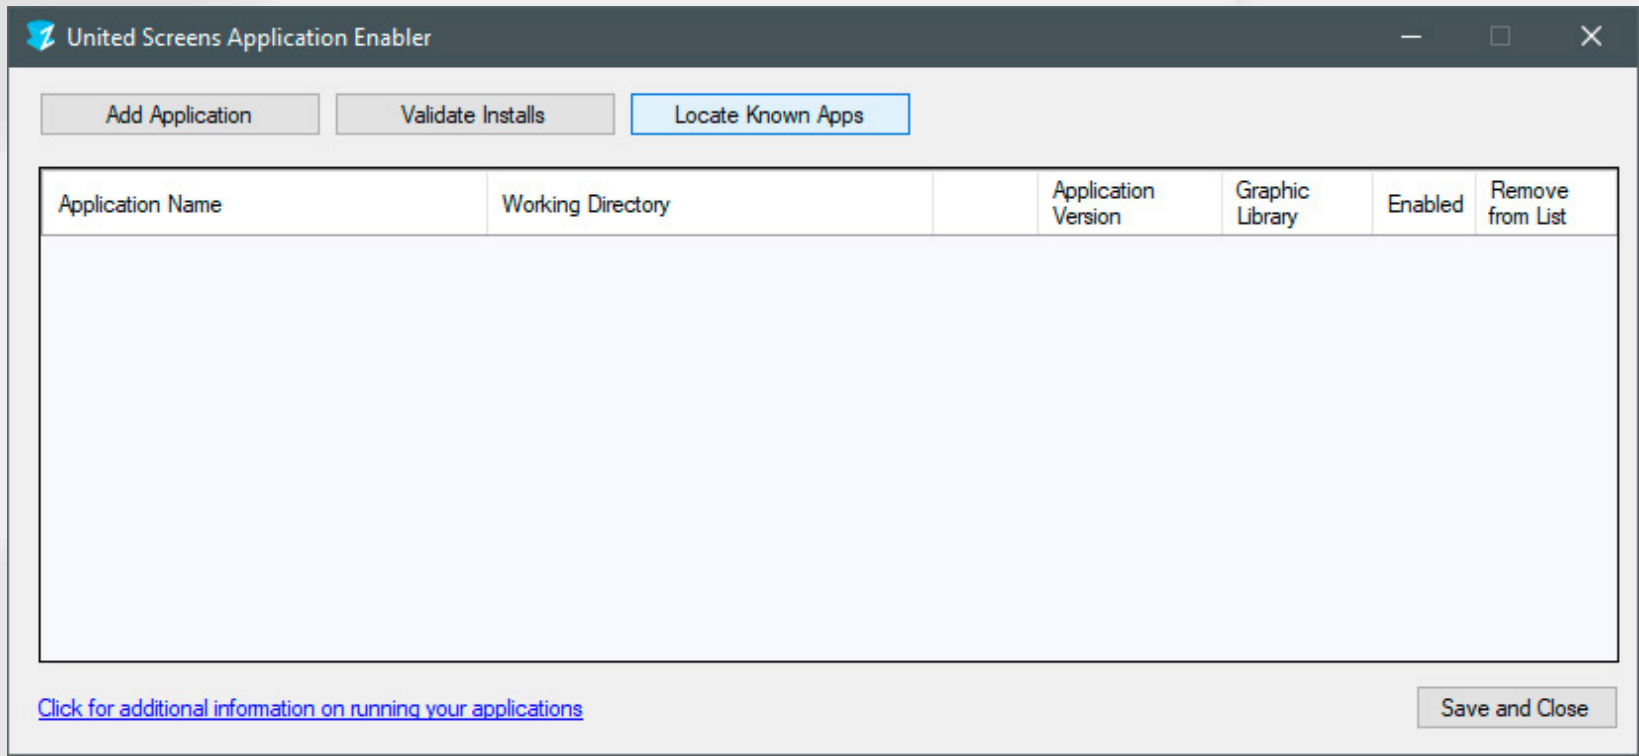 United Screens Application Enabler
Add Application
Validate Installs
Locate Known Apps
Application Name
Working Directory
Application
Version
Graphic
Library
Enabled
Remove
from List
Click for additional information on running your applications
Save and Close